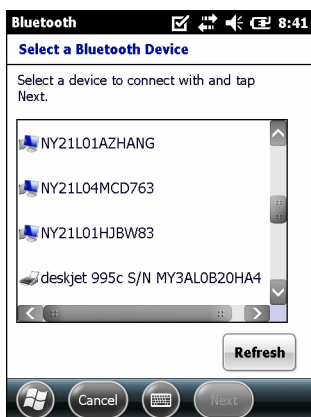 Bluetooth 8:41
Select a Bluetooth Device
Select a device to connect with and tap
Next.
NY21L01AZHANG
NY21L04MCD763
NY21L01HJBW83
deskjet 995c S/N MY3AL0B20HA4
Refresh
Cancel Next